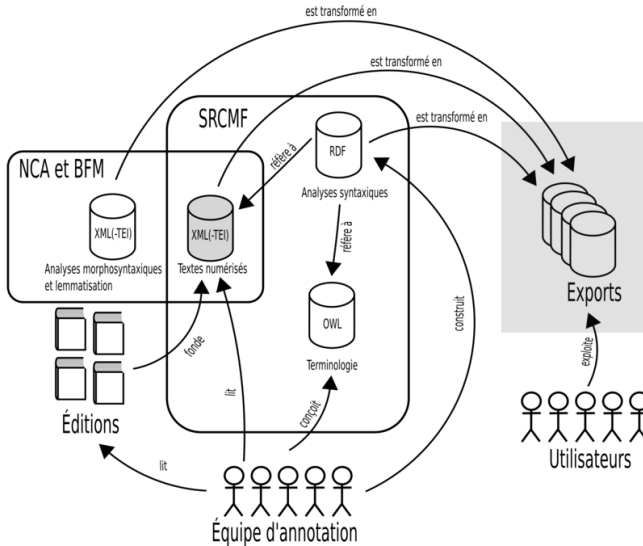 est transformé en
est transformé en
est transformé en
SRCMF
RDF
Analyses syntaxiques
réfère à
NCA et BFM
XML(-TEI)
Analyses morphosyntaxiques
et lemmatisation
XML(-TEI)
Textes numérisés
réfère à
OWL
Terminologie
Exports
construit
exploite
fonde
lit
conçoit
Éditions
lit
Utilisateurs
Équipe d'annotation